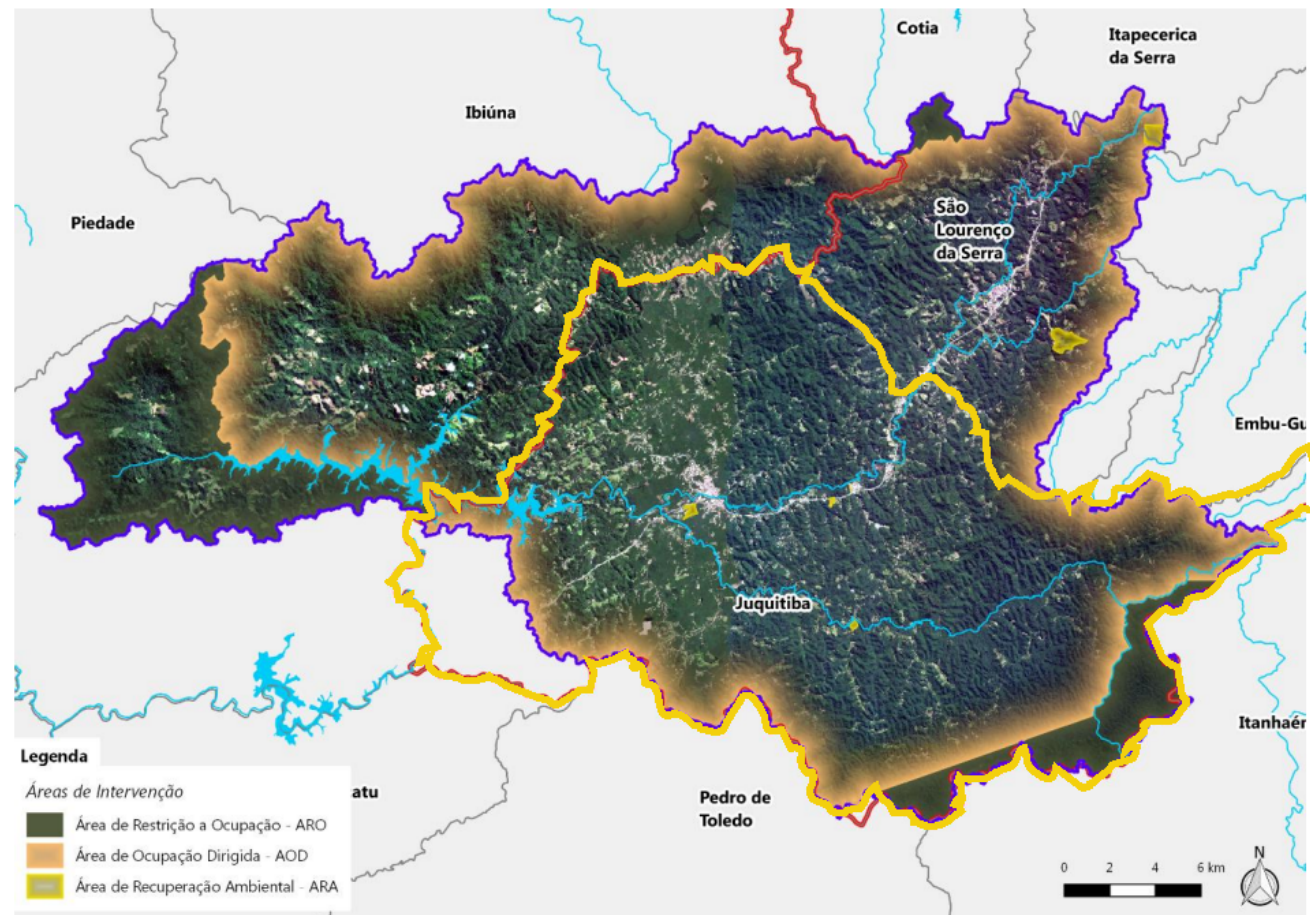 Cotia
Itapecerica
da Serra
Ibiúna
Piedade
São
Lourenço
da Serra
Embu-Gu
Juquitiba
Itanhaém
Pedro de
Toledo
atu
Legenda
Áreas de Intervenção
Área de Restrição a Ocupação - ARO
Área de Ocupação Dirigida - AOD
Área de Recuperação Ambiental - ARA
0 2 4 6 km
N